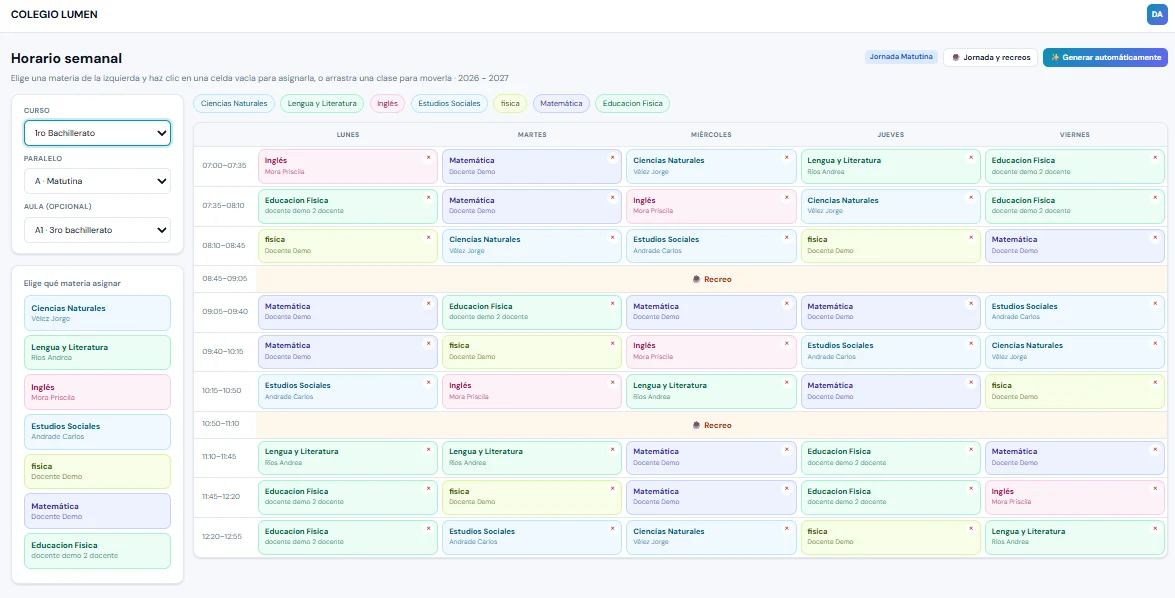 COLEGIO LUMEN
DA
Horario semanal
Jornada Matutina
Jornada y recreos
Generar automáticamente
Elige una materia de la izquierda y haz clic en una celda vacía para asignarla, o arrastra una clase para moverla · 2026 - 2027
CURSO
1ro Bachillerato
PARALELO
A · Matutina
AULA (OPCIONAL)
A1 · 3ro bachillerato
Elige qué materia asignar
Ciencias Naturales
Vélez Jorge
Lengua y Literatura
Ríos Andrea
Inglés
Mora Priscila
Estudios Sociales
Andrade Carlos
fisica
Docente Demo
Matemática
Docente Demo
Educacion Fisica
docente demo 2 docente
Ciencias Naturales Lengua y Literatura Inglés Estudios Sociales fisica Matemática Educacion Fisica
LUNES MARTES MIÉRCOLES JUEVES VIERNES
07:00–07:35 Inglés × Matemática × Ciencias Naturales × Lengua y Literatura × Educacion Fisica ×
Mora Priscila Docente Demo Vélez Jorge Ríos Andrea docente demo 2 docente
07:35–08:10 Educacion Fisica × Matemática × Inglés × Ciencias Naturales × Educacion Fisica ×
docente demo 2 docente Docente Demo Mora Priscila Vélez Jorge docente demo 2 docente
08:10–08:45 fisica × Ciencias Naturales × Estudios Sociales × fisica × Matemática ×
Docente Demo Vélez Jorge Andrade Carlos Docente Demo Docente Demo
08:45–09:05 Recreo
09:05–09:40 Matemática × Educacion Fisica × Matemática × Matemática × Estudios Sociales ×
Docente Demo docente demo 2 docente Docente Demo Docente Demo Andrade Carlos
09:40–10:15 Matemática × fisica × Inglés × Estudios Sociales × Ciencias Naturales ×
Docente Demo Docente Demo Mora Priscila Andrade Carlos Vélez Jorge
10:15–10:50 Estudios Sociales × Inglés × Lengua y Literatura × Matemática × fisica ×
Andrade Carlos Mora Priscila Ríos Andrea Docente Demo Docente Demo
10:50–11:10 Recreo
11:10–11:45 Lengua y Literatura × Lengua y Literatura × Matemática × Educacion Fisica × Matemática ×
Ríos Andrea Ríos Andrea Docente Demo docente demo 2 docente Docente Demo
11:45–12:20 Educacion Fisica × fisica × Matemática × Educacion Fisica × Inglés ×
docente demo 2 docente Docente Demo Docente Demo docente demo 2 docente Mora Priscila
12:20–12:55 Educacion Fisica × Estudios Sociales × Ciencias Naturales × fisica × Lengua y Literatura ×
docente demo 2 docente Andrade Carlos Vélez Jorge Docente Demo Ríos Andrea